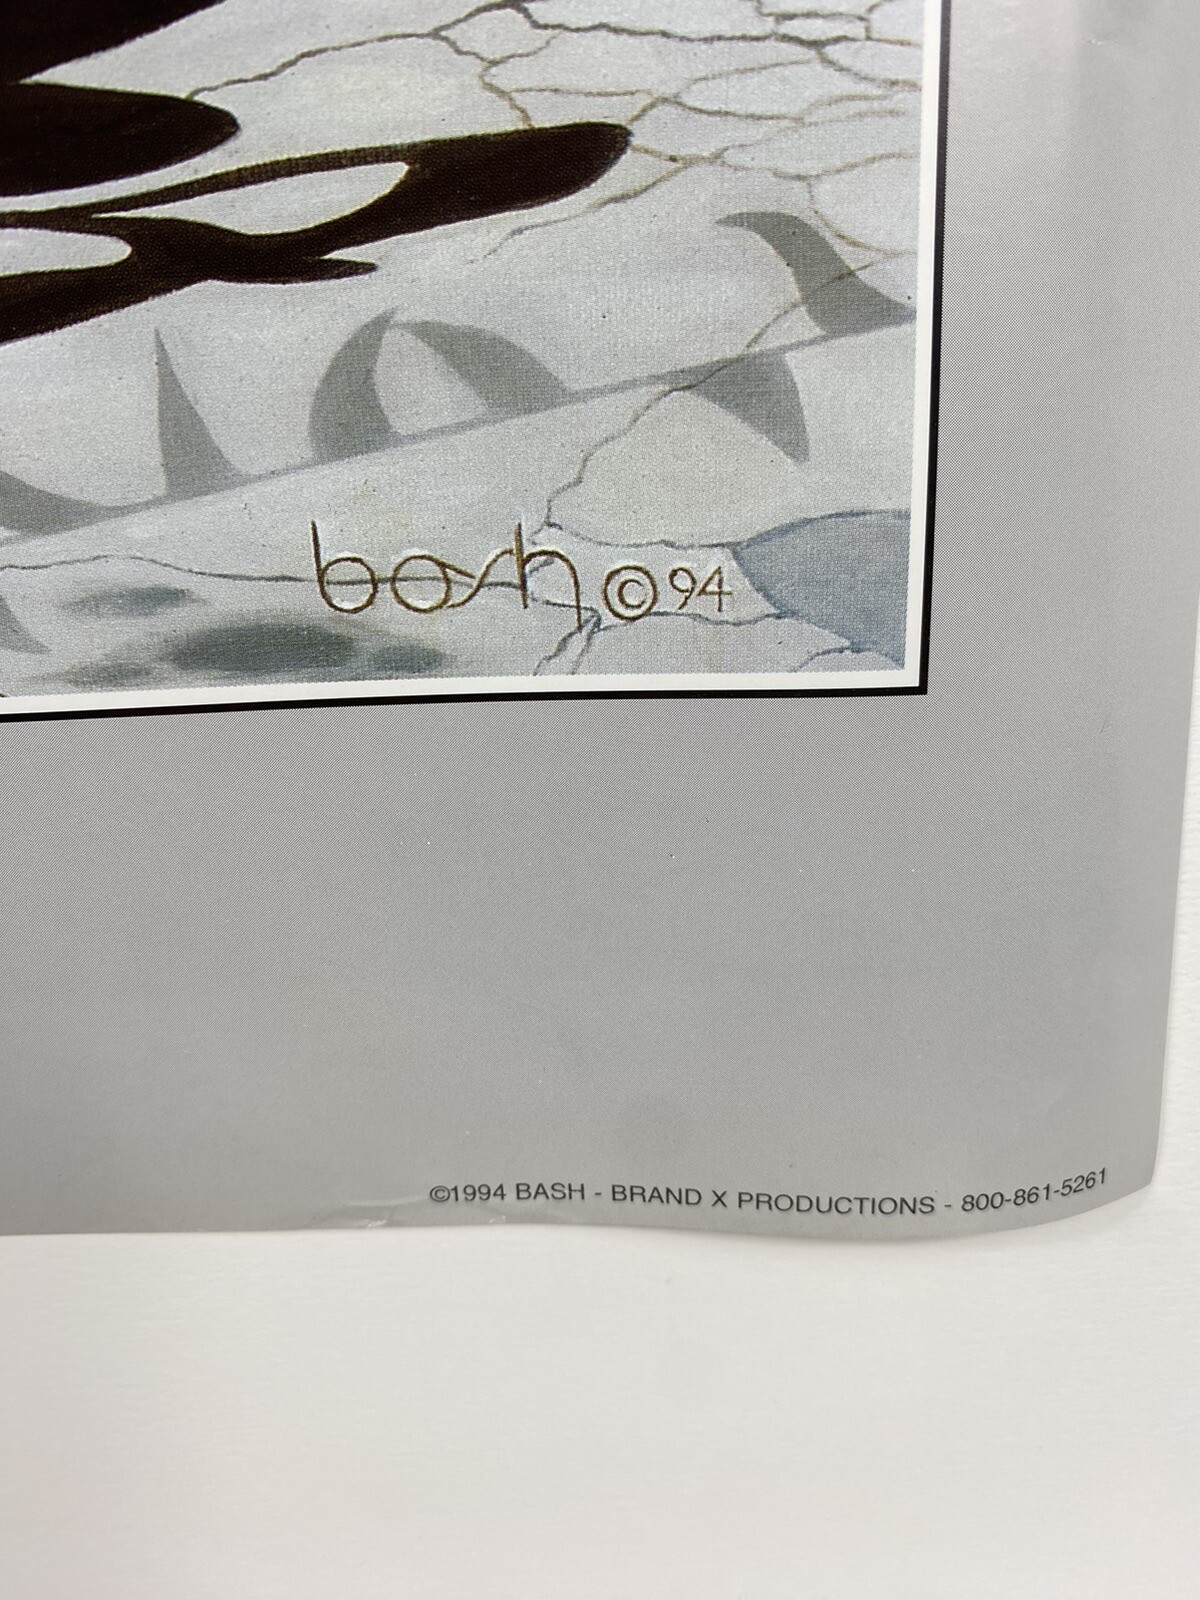 bash ©94
©1994 BASH - BRAND X PRODUCTIONS - 800-861-5261